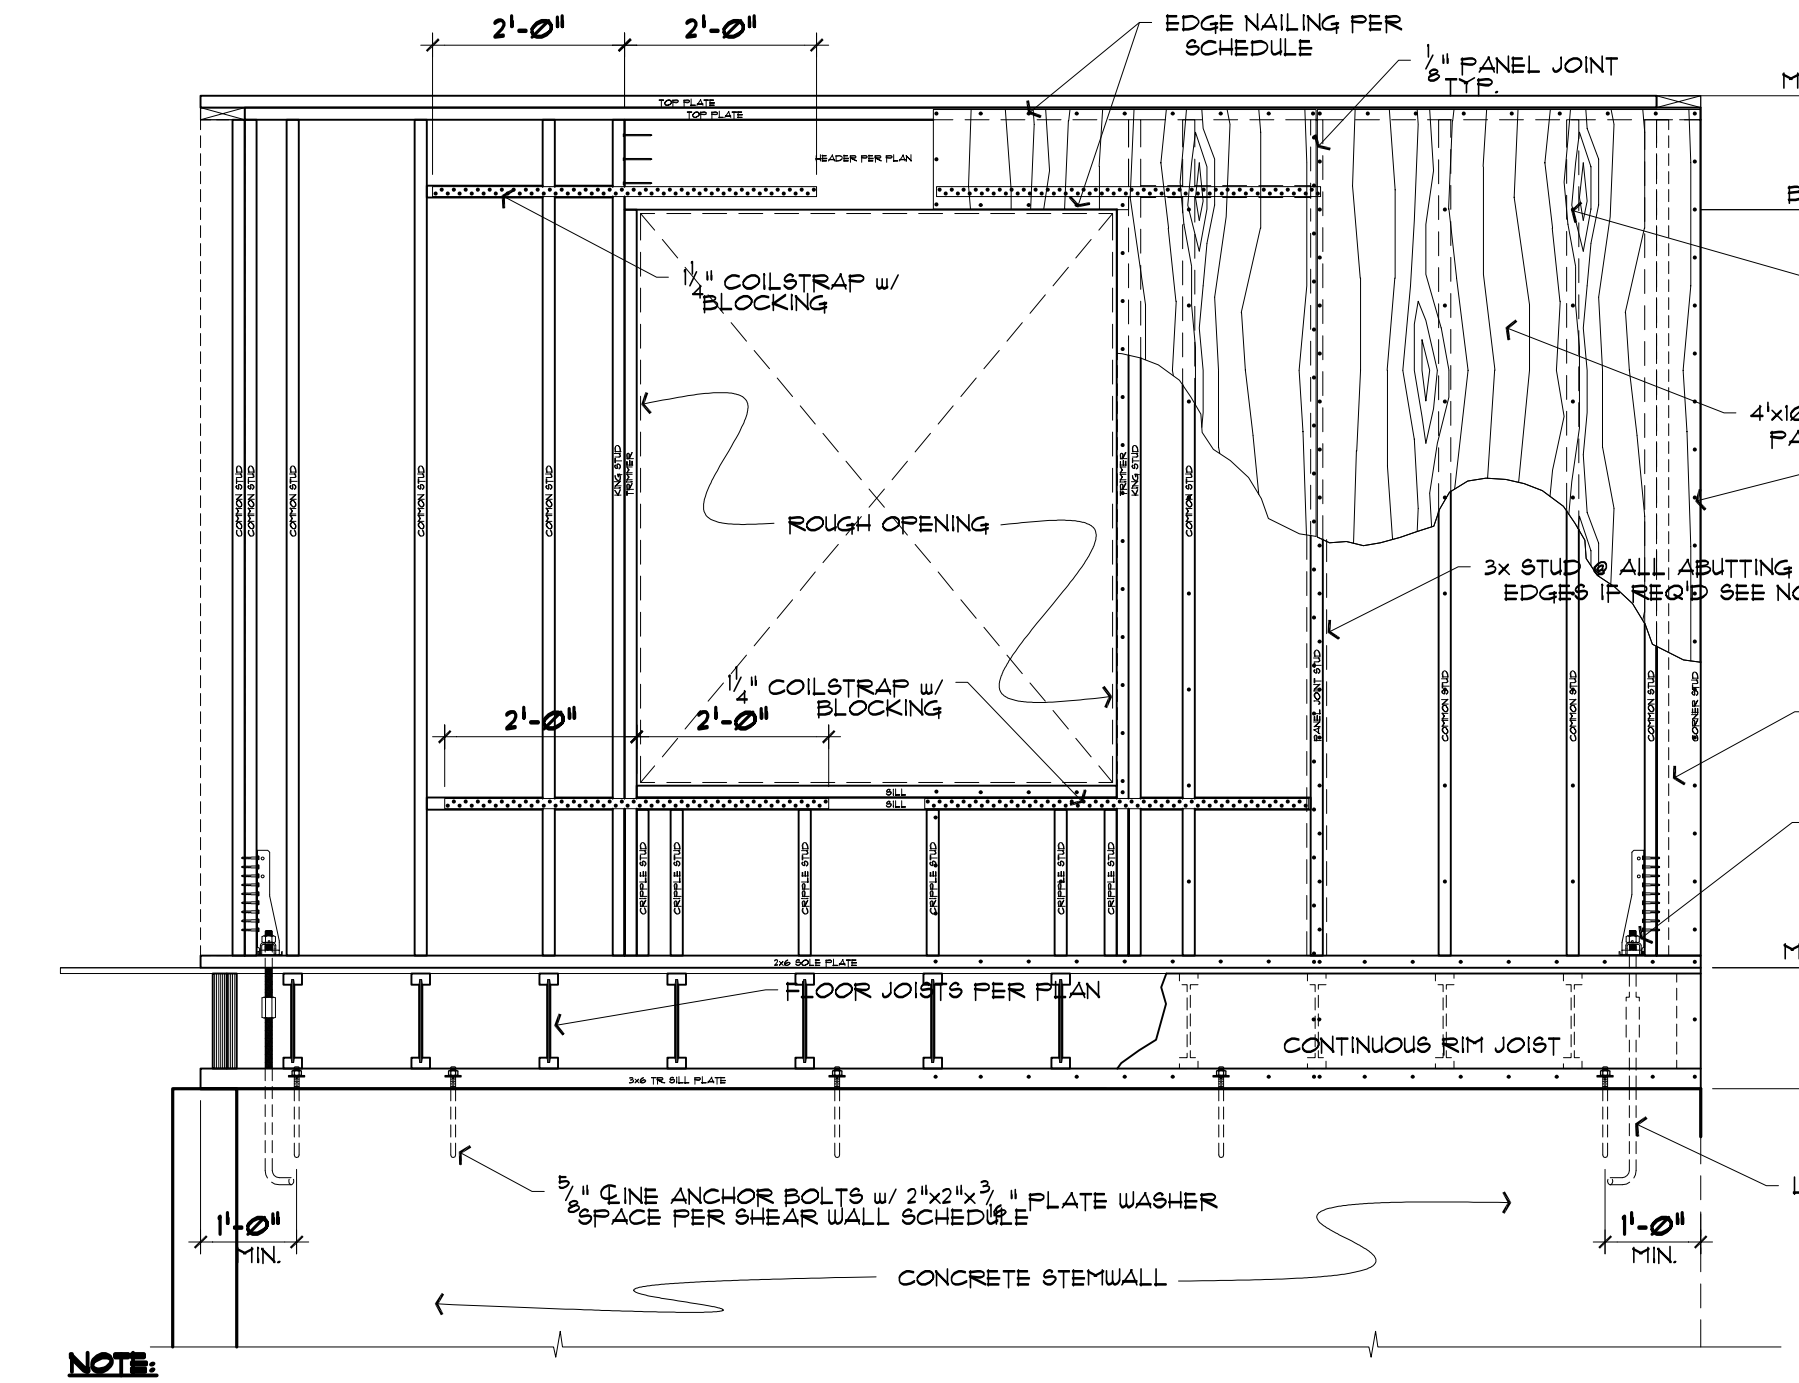 2'-0" 2'-0"
EDGE NAILING PER
SCHEDULE
1/8" PANEL JOINT
TYP.
M
TOP PLATE
TOP PLATE
HEADER PER PLAN
B
1 1/4" COILSTRAP w/
BLOCKING
4'x10
PA
COMMON STUD
COMMON STUD
COMMON STUD
COMMON STUD
COMMON STUD
KING STUD
TRIMMER
TRIMMER
KING STUD
COMMON STUD
ROUGH OPENING
3x STUD @ ALL ABUTTING
EDGES IF REQ'D SEE NO
1 1/4" COILSTRAP w/
BLOCKING
2'-0" 2'-0"
PANEL JOINT STUD
COMMON STUD
COMMON STUD
COMMON STUD
CORNER STUD
SILL
SILL
CRIPPLE STUD
CRIPPLE STUD
CRIPPLE STUD
CRIPPLE STUD
CRIPPLE STUD
CRIPPLE STUD
M
2x6 SOLE PLATE
FLOOR JOISTS PER PLAN
CONTINUOUS RIM JOIST
3x6 TR. SILL PLATE
5/8" ℄INE ANCHOR BOLTS w/ 2"x2"x3/16" PLATE WASHER
SPACE PER SHEAR WALL SCHEDULE
L
1'-0"
MIN.
1'-0"
MIN.
CONCRETE STEMWALL
NOTE: